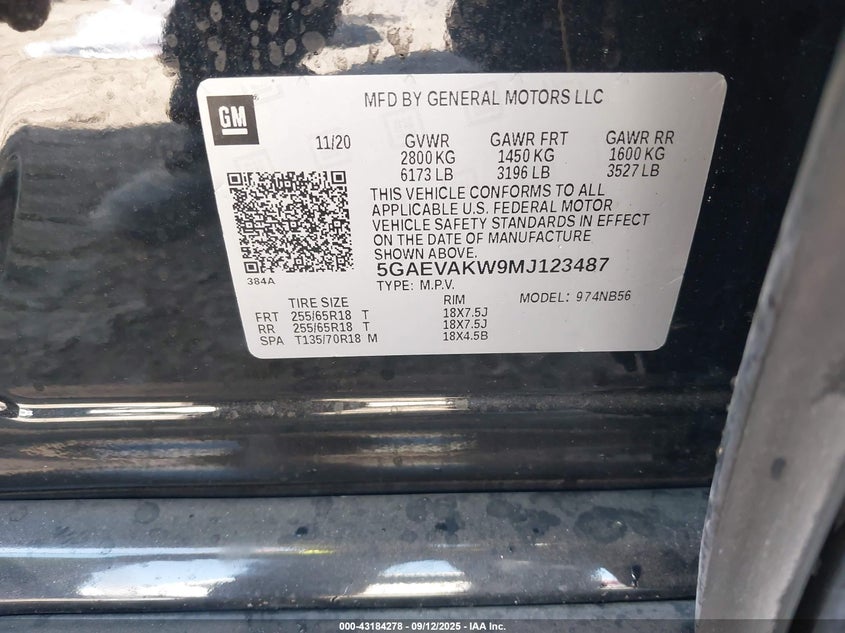 MFD BY GENERAL MOTORS LLC
GM
11/20 GVWR GAWR FRT GAWR RR
2800 KG 1450 KG 1600 KG
6173 LB 3196 LB 3527 LB
THIS VEHICLE CONFORMS TO ALL
APPLICABLE U.S. FEDERAL MOTOR
VEHICLE SAFETY STANDARDS IN EFFECT
ON THE DATE OF MANUFACTURE
SHOWN ABOVE.
384A
5GAEVAKW9MJ123487
TYPE: M.P.V.
TIRE SIZE RIM MODEL: 974NB56
FRT 255/65R18 T 18X7.5J
RR 255/65R18 T 18X7.5J
SPA T135/70R18 M 18X4.5B
000-43184278 - 09/12/2025 - IAA Inc.